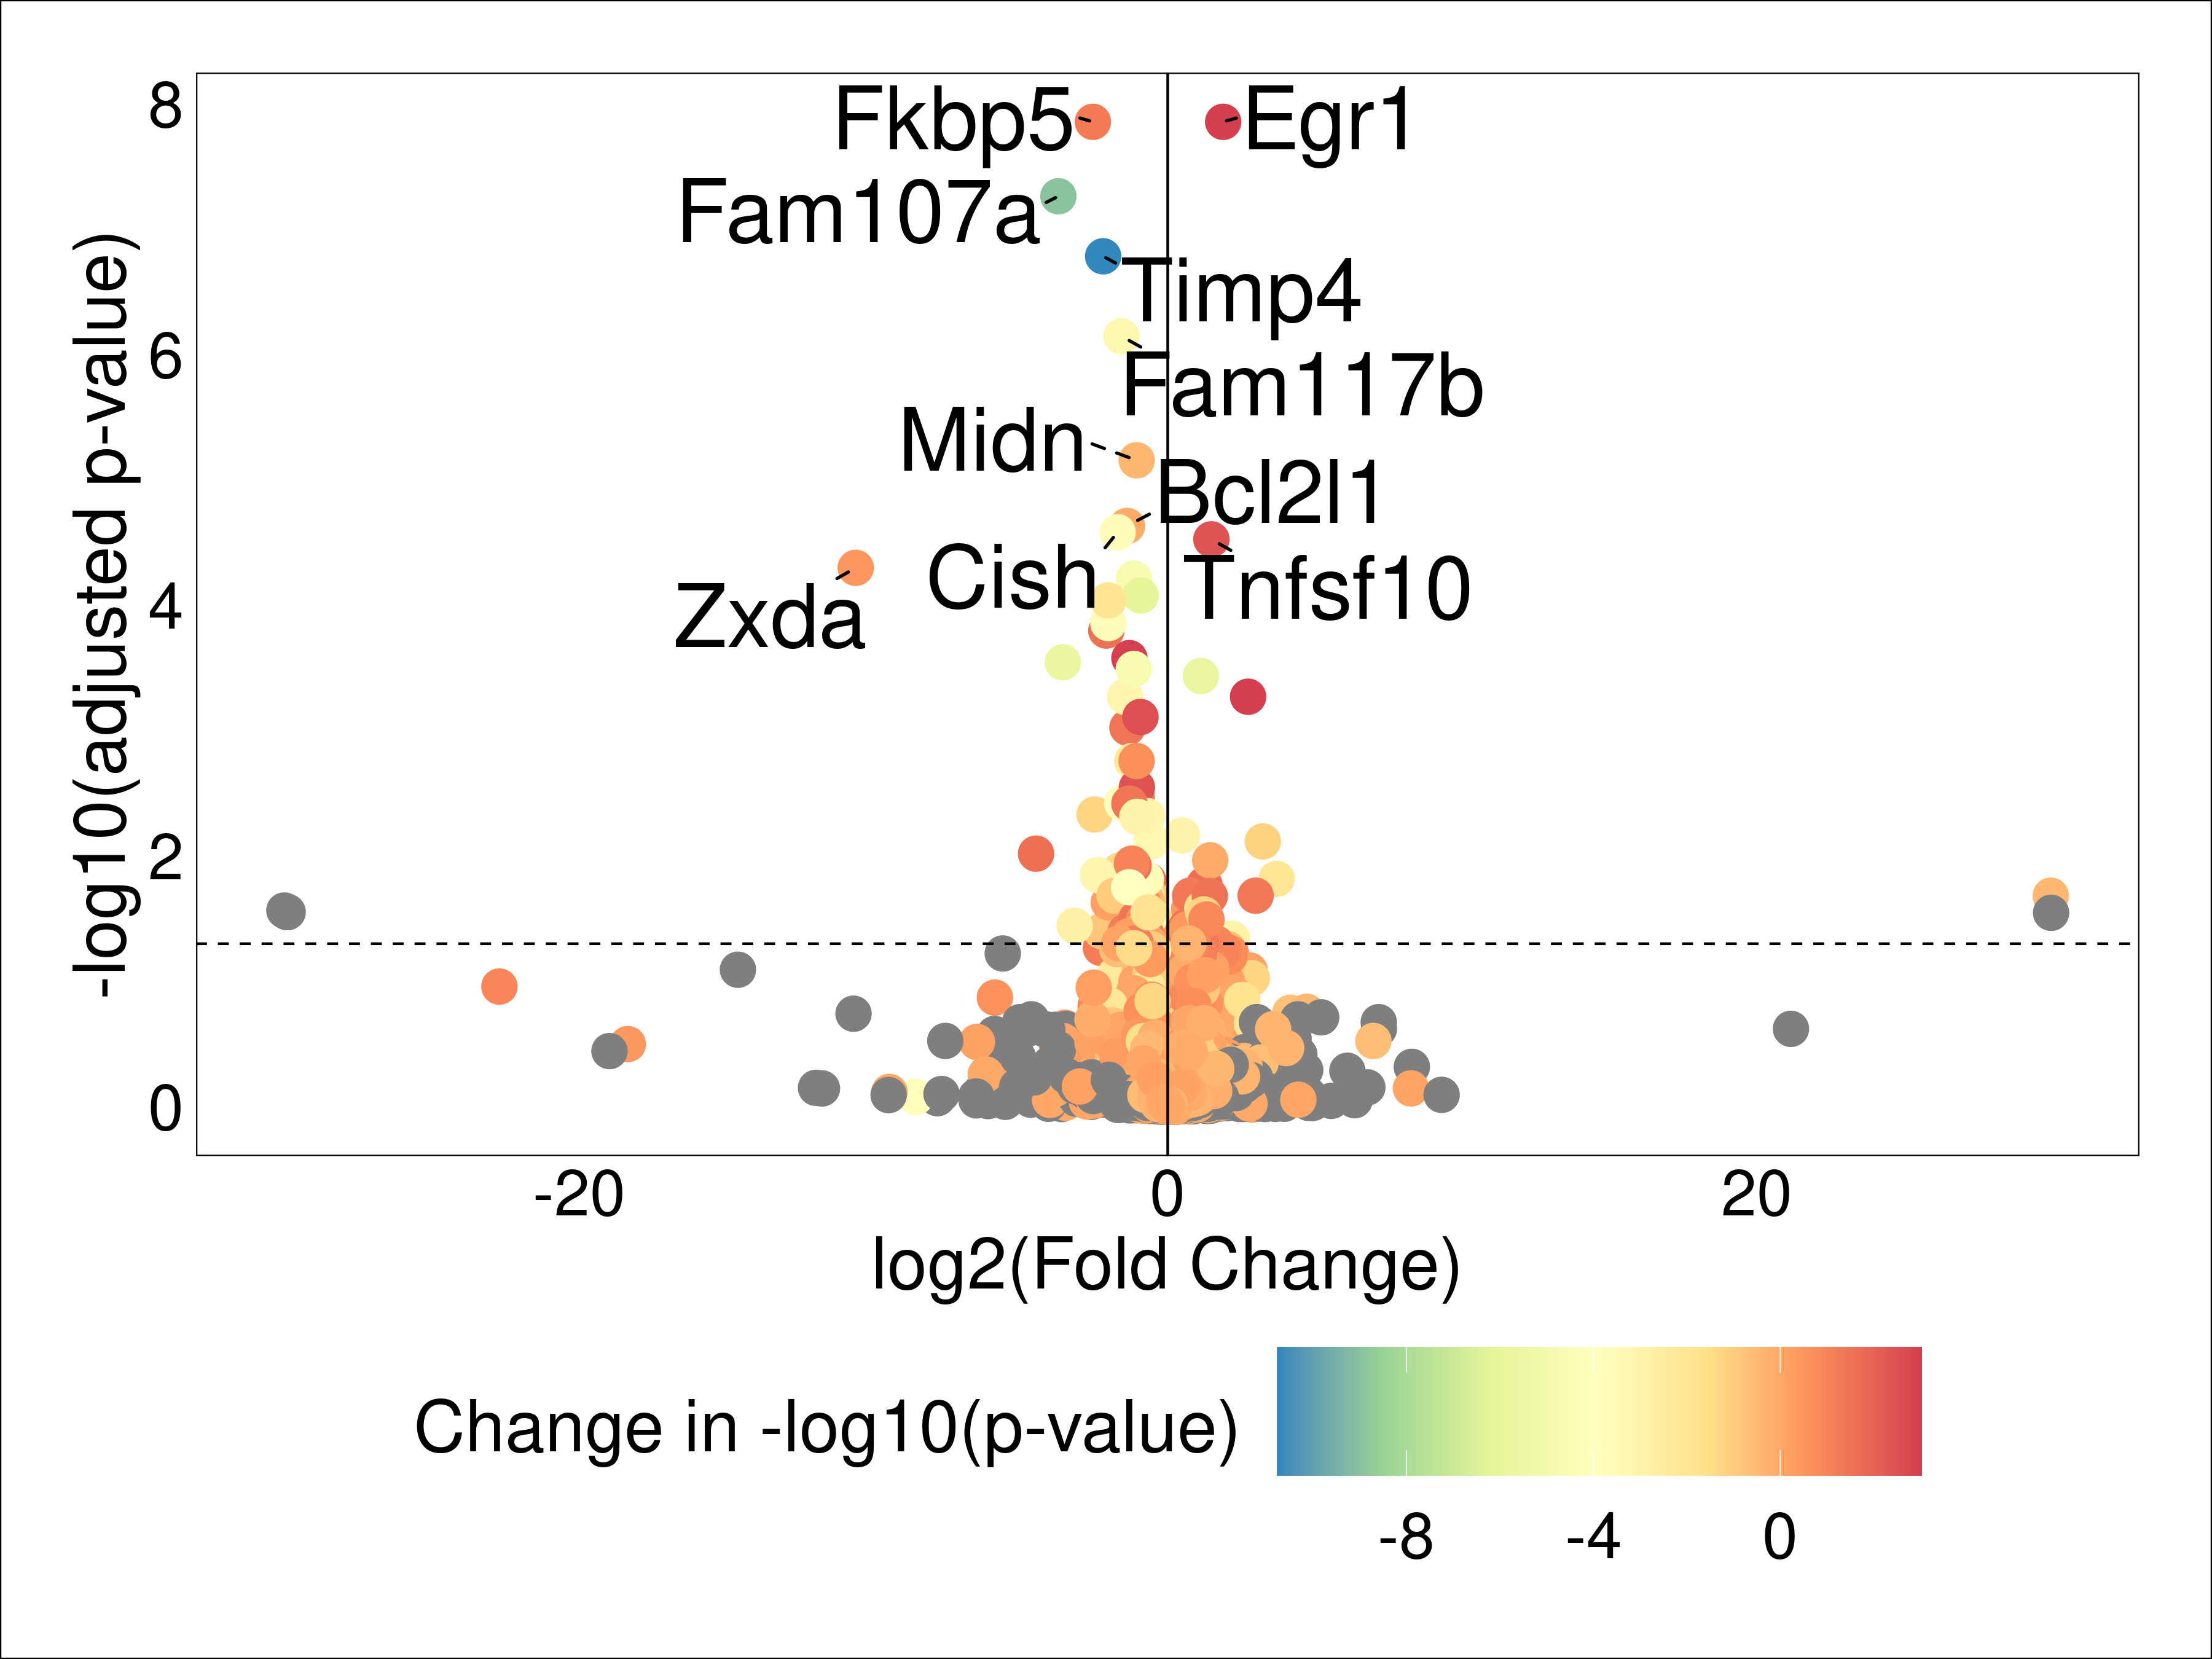 8
6
4
2
0
-log10(adjusted p-value)
Fkbp5
Egr1
Fam107a
Timp4
Fam117b
Midn
Bcl2l1
Cish
Tnfsf10
Zxda
-20 0 20
log2(Fold Change)
Change in -log10(p-value)
-8 -4 0